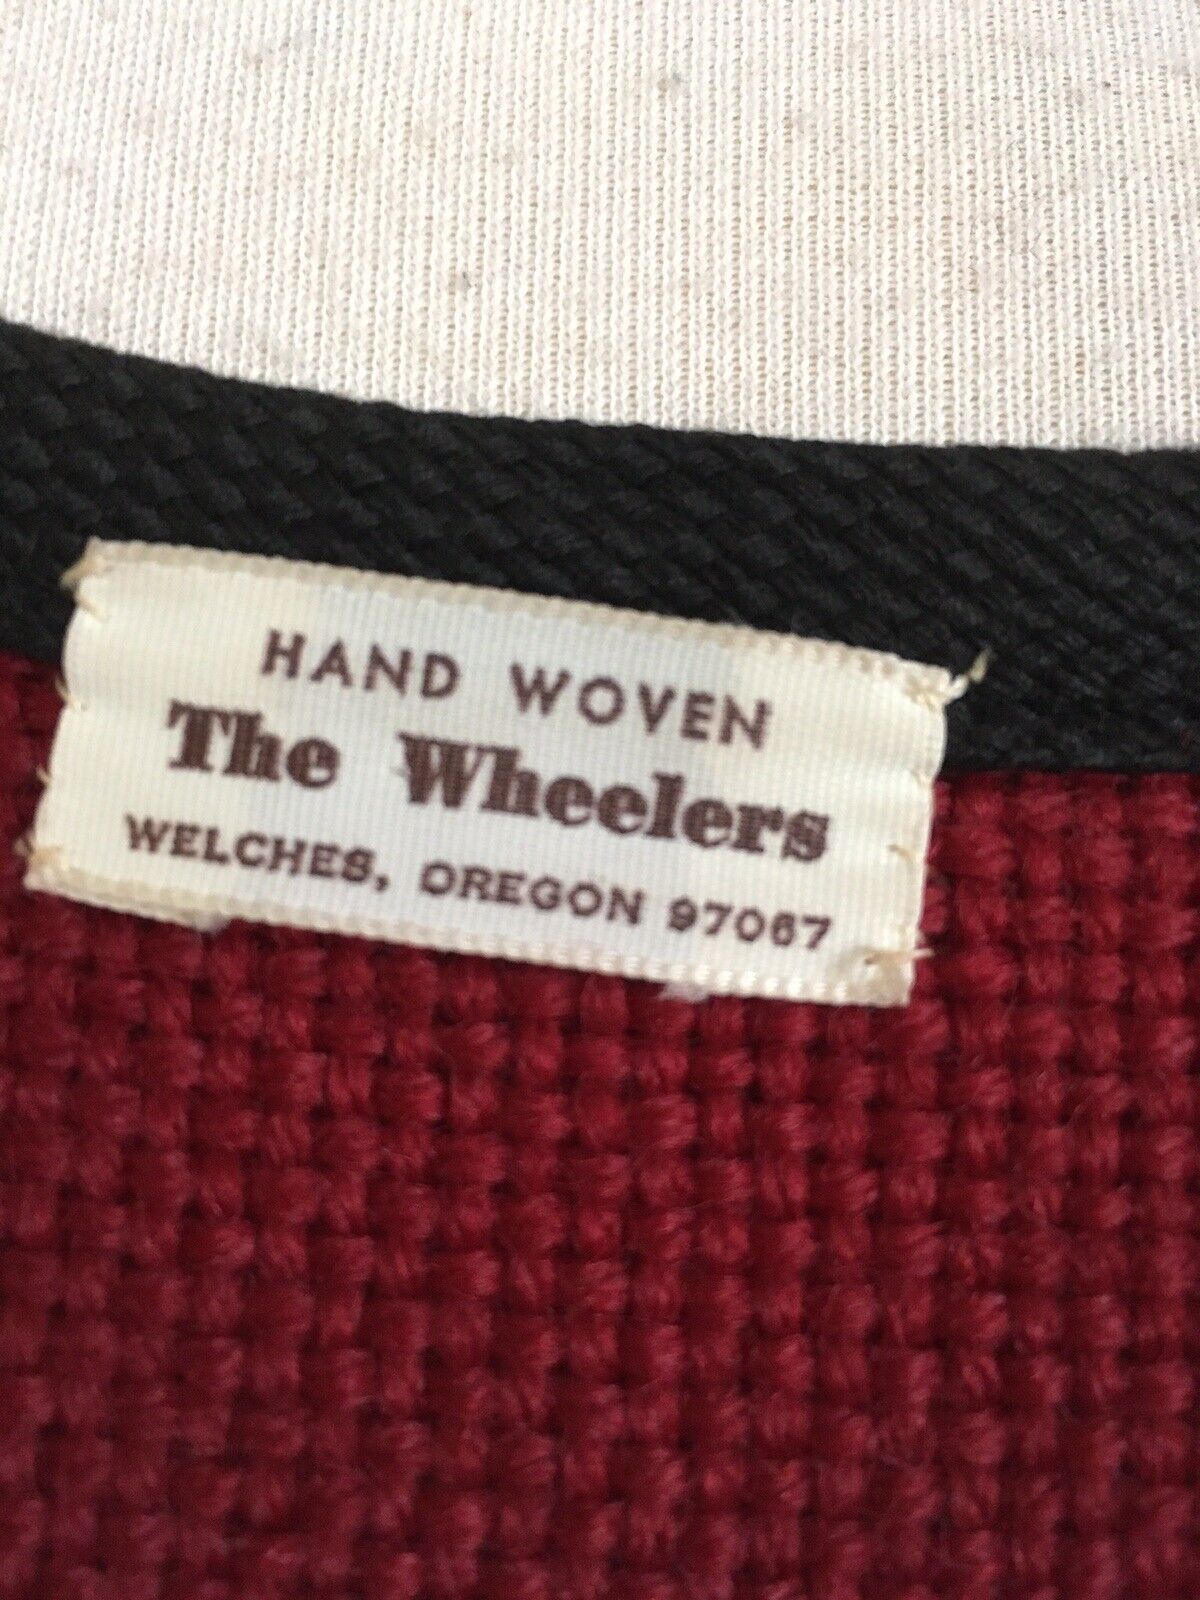 HAND WOVEN
The Wheelers
WELCHES, OREGON 97067